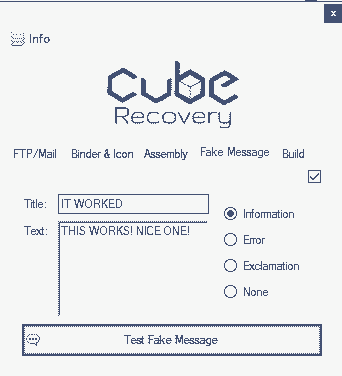 x
Info
cube
Recovery
FTP/Mail Binder & Icon Assembly Fake Message Build
Title: IT WORKED
Text: THIS WORKS! NICE ONE!
Information
Error
Exclamation
None
Test Fake Message